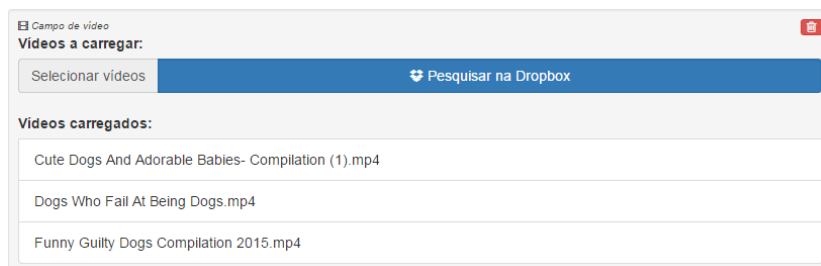 Campo de vídeo
Vídeos a carregar:
Selecionar vídeos
Pesquisar na Dropbox
Vídeos carregados:
Cute Dogs And Adorable Babies- Compilation (1).mp4
Dogs Who Fail At Being Dogs.mp4
Funny Guilty Dogs Compilation 2015.mp4